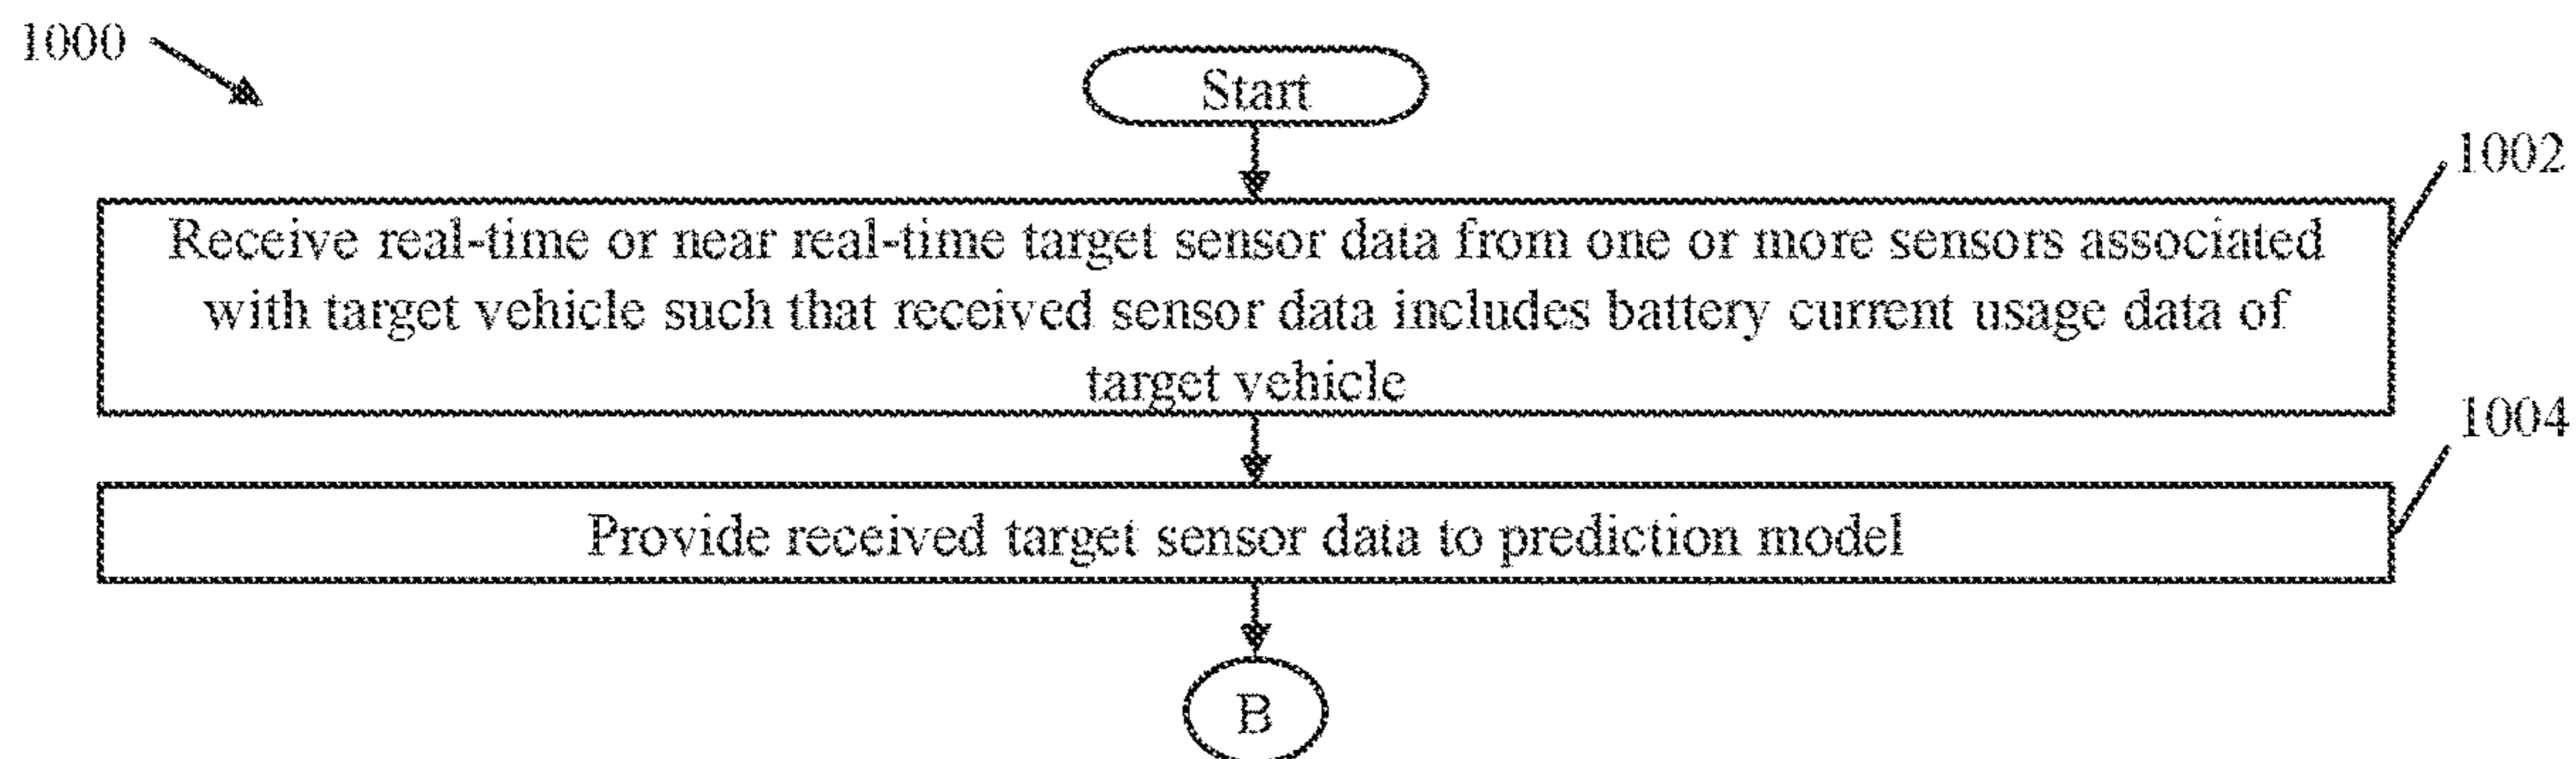 1000
Start
1002
Receive real-time or near real-time target sensor data from one or more sensors associated
with target vehicle such that received sensor data includes battery current usage data of
target vehicle
1004
Provide received target sensor data to prediction model
B